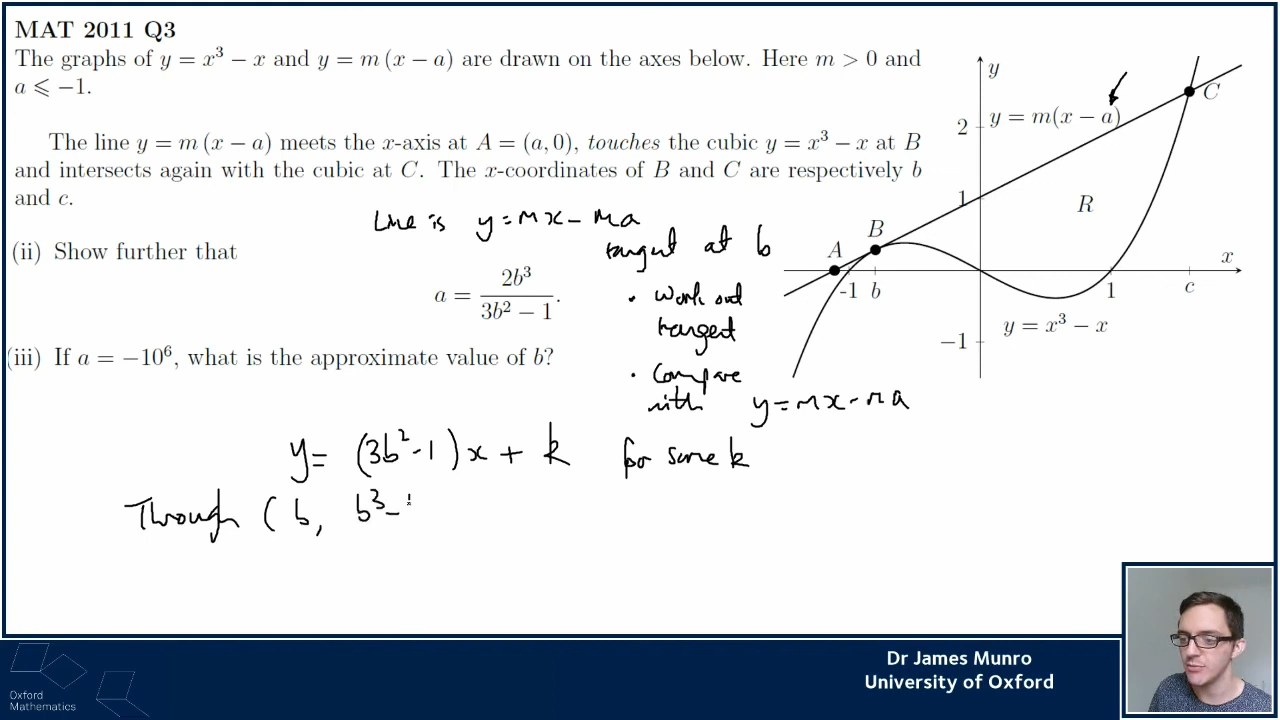 MAT 2011 Q3
The graphs of y = x³ − x and y = m (x − a) are drawn on the axes below. Here m > 0 and
a ⩽ −1.
The line y = m (x − a) meets the x-axis at A = (a, 0), touches the cubic y = x³ − x at B
and intersects again with the cubic at C. The x-coordinates of B and C are respectively b
and c.
Line is y = mx − ma
(ii) Show further that
a = 2b³ / 3b² − 1 .
(iii) If a = −10⁶, what is the approximate value of b?
tangent at b
• Work out
tangent
• Compare
with y = mx − ma
y = (3b² − 1) x + k for some k
Through ( b, b³ −
y
y = m(x − a)
C
2
1
R
B
A
x
-1
b
1
c
y = x³ − x
−1
Oxford
Mathematics
Dr James Munro
University of Oxford